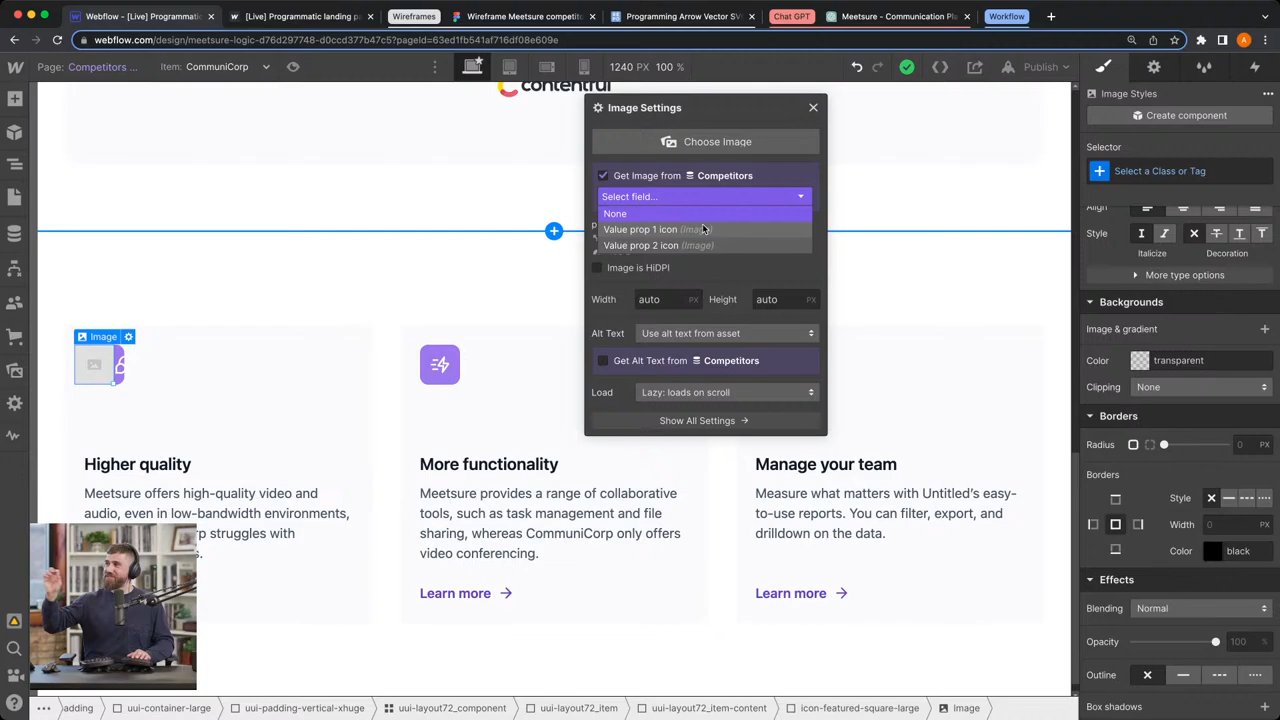 Webflow - [Live] Programmatic
[Live] Programmatic landing pa
Wireframes
Wireframe Meetsure competito
Programming Arrow Vector SV
Chat GPT
Meetsure - Communication Pla
Workflow
webflow.com/design/meetsure-logic-d76d297748-d0ccd377b47c5?pageId=63ed1fb541af716df08e609e
A
Page: Competitors ...
Item: CommuniCorp
1240 PX 100 %
Publish
contentful
Image Settings
Choose Image
Get Image from Competitors
Select field...
None
Value prop 1 icon (Image)
Value prop 2 icon (Image)
Image is HiDPI
Width auto PX Height auto PX
Alt Text Use alt text from asset
Get Alt Text from Competitors
Load Lazy: loads on scroll
Show All Settings
Image
Higher quality
Meetsure offers high-quality video and
audio, even in low-bandwidth environments,
rp struggles with
s.
More functionality
Meetsure provides a range of collaborative
tools, such as task management and file
sharing, whereas CommuniCorp only offers
video conferencing.
Learn more
Manage your team
Measure what matters with Untitled's easy-
to-use reports. You can filter, export, and
drilldown on the data.
Learn more
Image Styles
Create component
Selector
Select a Class or Tag
Align
Style
Italicize Decoration
More type options
Backgrounds
Image & gradient
Color transparent
Clipping None
Borders
Radius 0 PX
Borders
Style
Width 0 PX
Color black
Effects
Blending Normal
Opacity 100 %
Outline
Box shadows
adding
uui-container-large
uui-padding-vertical-xhuge
uui-layout72_component
uui-layout72_item
uui-layout72_item-content
icon-featured-square-large
Image